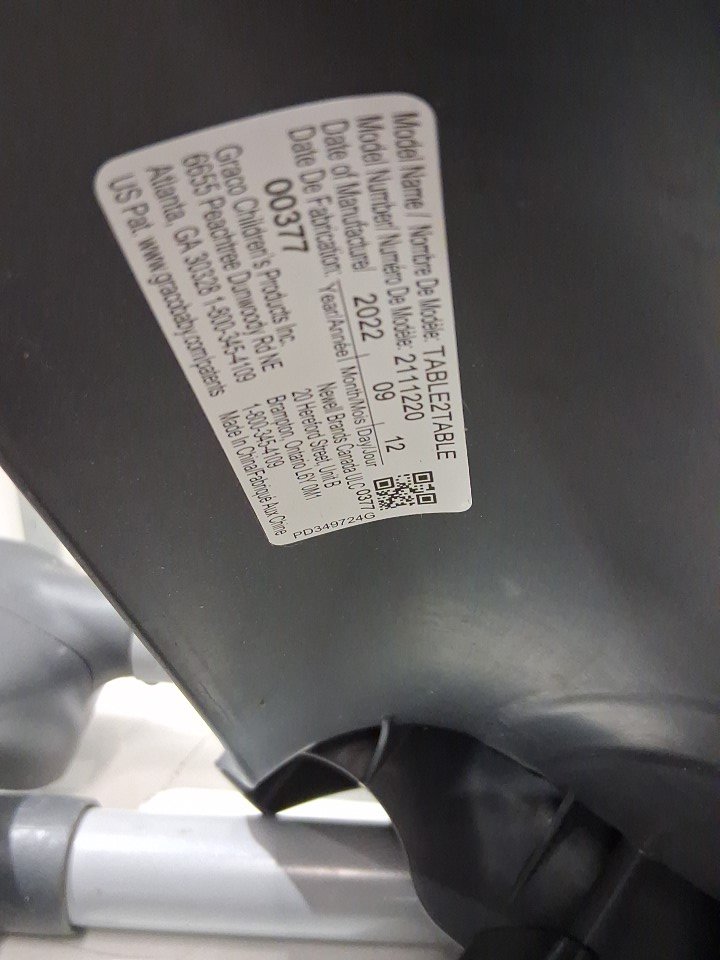 Model Name / Nombre De Modèle: TABLE2TABLE
Model Number/ Numéro De Modèle: 2111220
Date of Manufacture/
Date De Fabrication:
2022 09 12
Year/Année Month/Mois Day/Jour
00377
Graco Children's Products Inc.
6655 Peachtree Dunwoody Rd NE
Atlanta, GA 30328 1-800-345-4109
US Pat. www.gracobaby.com/patents
Newell Brands Canada ULC
20 Hereford Street, Unit B
Brampton, Ontario L6Y 0M1
1-800-345-4109
Made In China/Fabriqué Aux Chine
0377
PD349724G